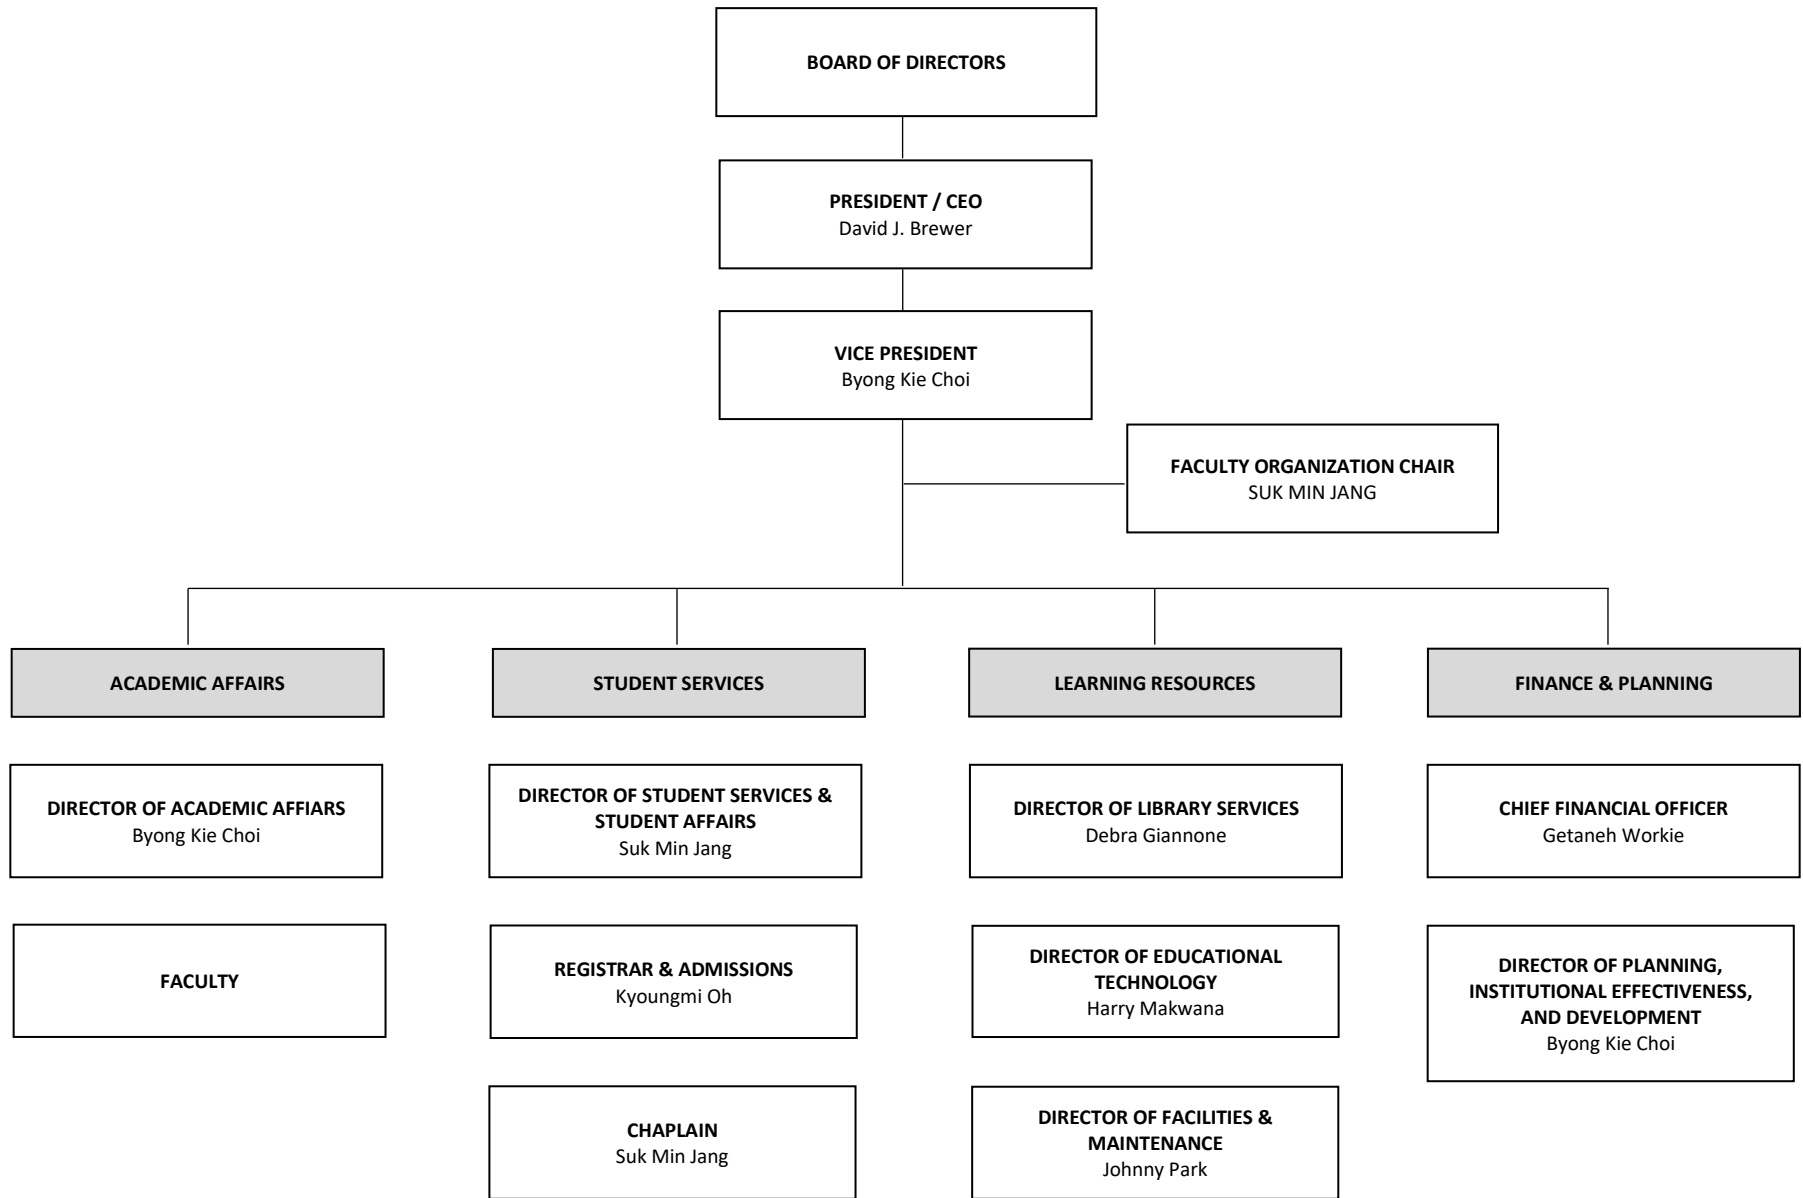 BOARD OF DIRECTORS
PRESIDENT / CEO
David J. Brewer
VICE PRESIDENT
Byong Kie Choi
FACULTY ORGANIZATION CHAIR
SUK MIN JANG
ACADEMIC AFFAIRS
STUDENT SERVICES
LEARNING RESOURCES
FINANCE & PLANNING
DIRECTOR OF ACADEMIC AFFIARS
Byong Kie Choi
DIRECTOR OF STUDENT SERVICES &
STUDENT AFFAIRS
Suk Min Jang
DIRECTOR OF LIBRARY SERVICES
Debra Giannone
CHIEF FINANCIAL OFFICER
Getaneh Workie
FACULTY
REGISTRAR & ADMISSIONS
Kyoungmi Oh
DIRECTOR OF EDUCATIONAL
TECHNOLOGY
Harry Makwana
DIRECTOR OF PLANNING,
INSTITUTIONAL EFFECTIVENESS,
AND DEVELOPMENT
Byong Kie Choi
CHAPLAIN
Suk Min Jang
DIRECTOR OF FACILITIES &
MAINTENANCE
Johnny Park